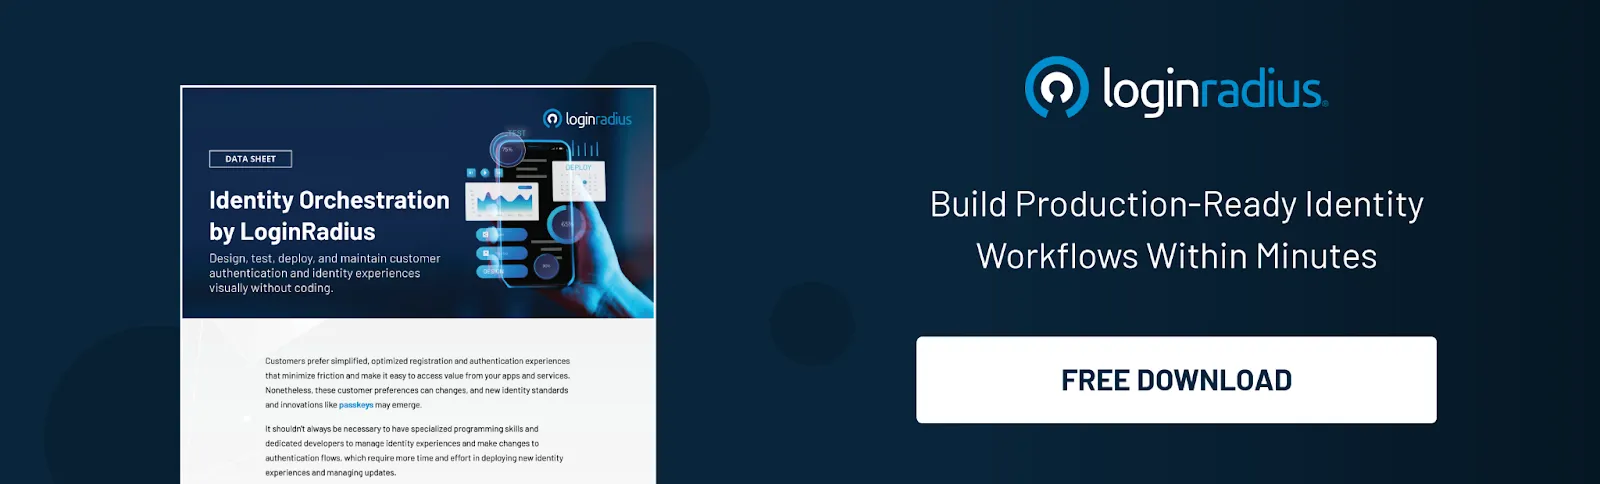 loginradius
DATA SHEET
Identity Orchestration
by LoginRadius
Design, test, deploy, and maintain customer
authentication and identity experiences
visually without coding.
TEST
75%
DEPLOY
65%
DESIGN
Customers prefer simplified, optimized registration and authentication experiences
that minimize friction and make it easy to access value from your apps and services.
Nonetheless, these customer preferences can changes, and new identity standards
and innovations like passkeys may emerge.
It shouldn't always be necessary to have specialized programming skills and
dedicated developers to manage identity experiences and make changes to
authentication flows, which require more time and effort in deploying new identity
experiences and managing updates.
loginradius®
Build Production-Ready Identity
Workflows Within Minutes
FREE DOWNLOAD